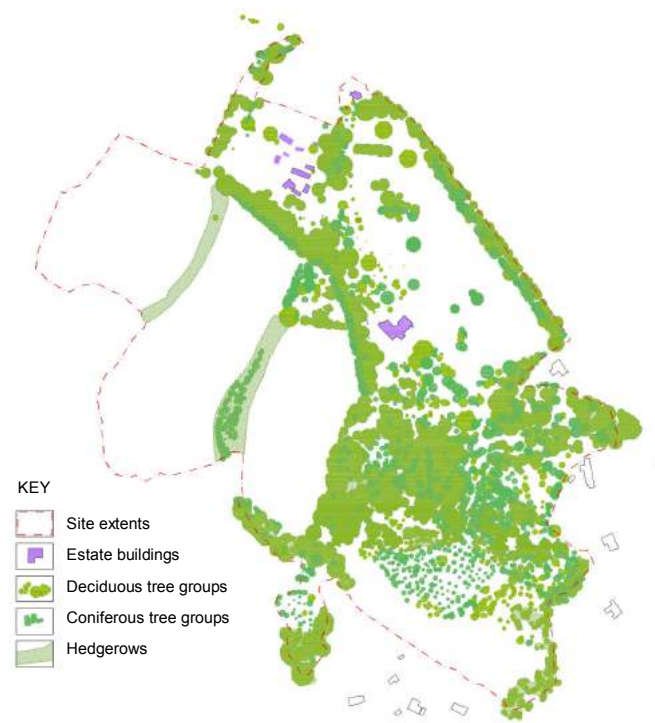 KEY
Site extents
Estate buildings
Deciduous tree groups
Coniferous tree groups
Hedgerows